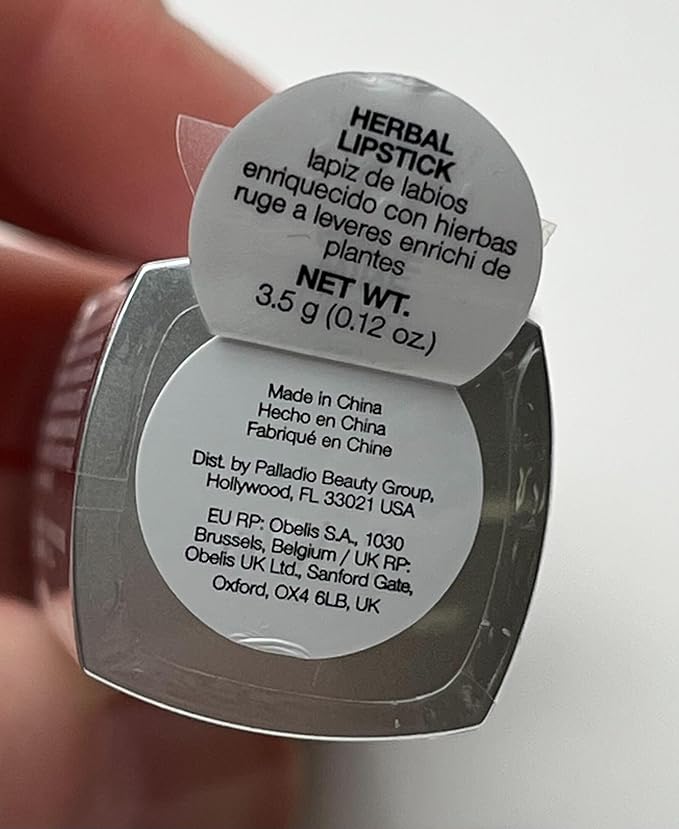 HERBAL
LIPSTICK
lapiz de labios
enriquecido con hierbas
ruge a leveres enrichi de
plantes
NET WT.
3.5 g (0.12 oz.)
Made in China
Hecho en China
Fabriqué en Chine
Dist. by Palladio Beauty Group,
Hollywood, FL 33021 USA
EU RP: Obelis S.A., 1030
Brussels, Belgium / UK RP:
Obelis UK Ltd., Sanford Gate,
Oxford, OX4 6LB, UK